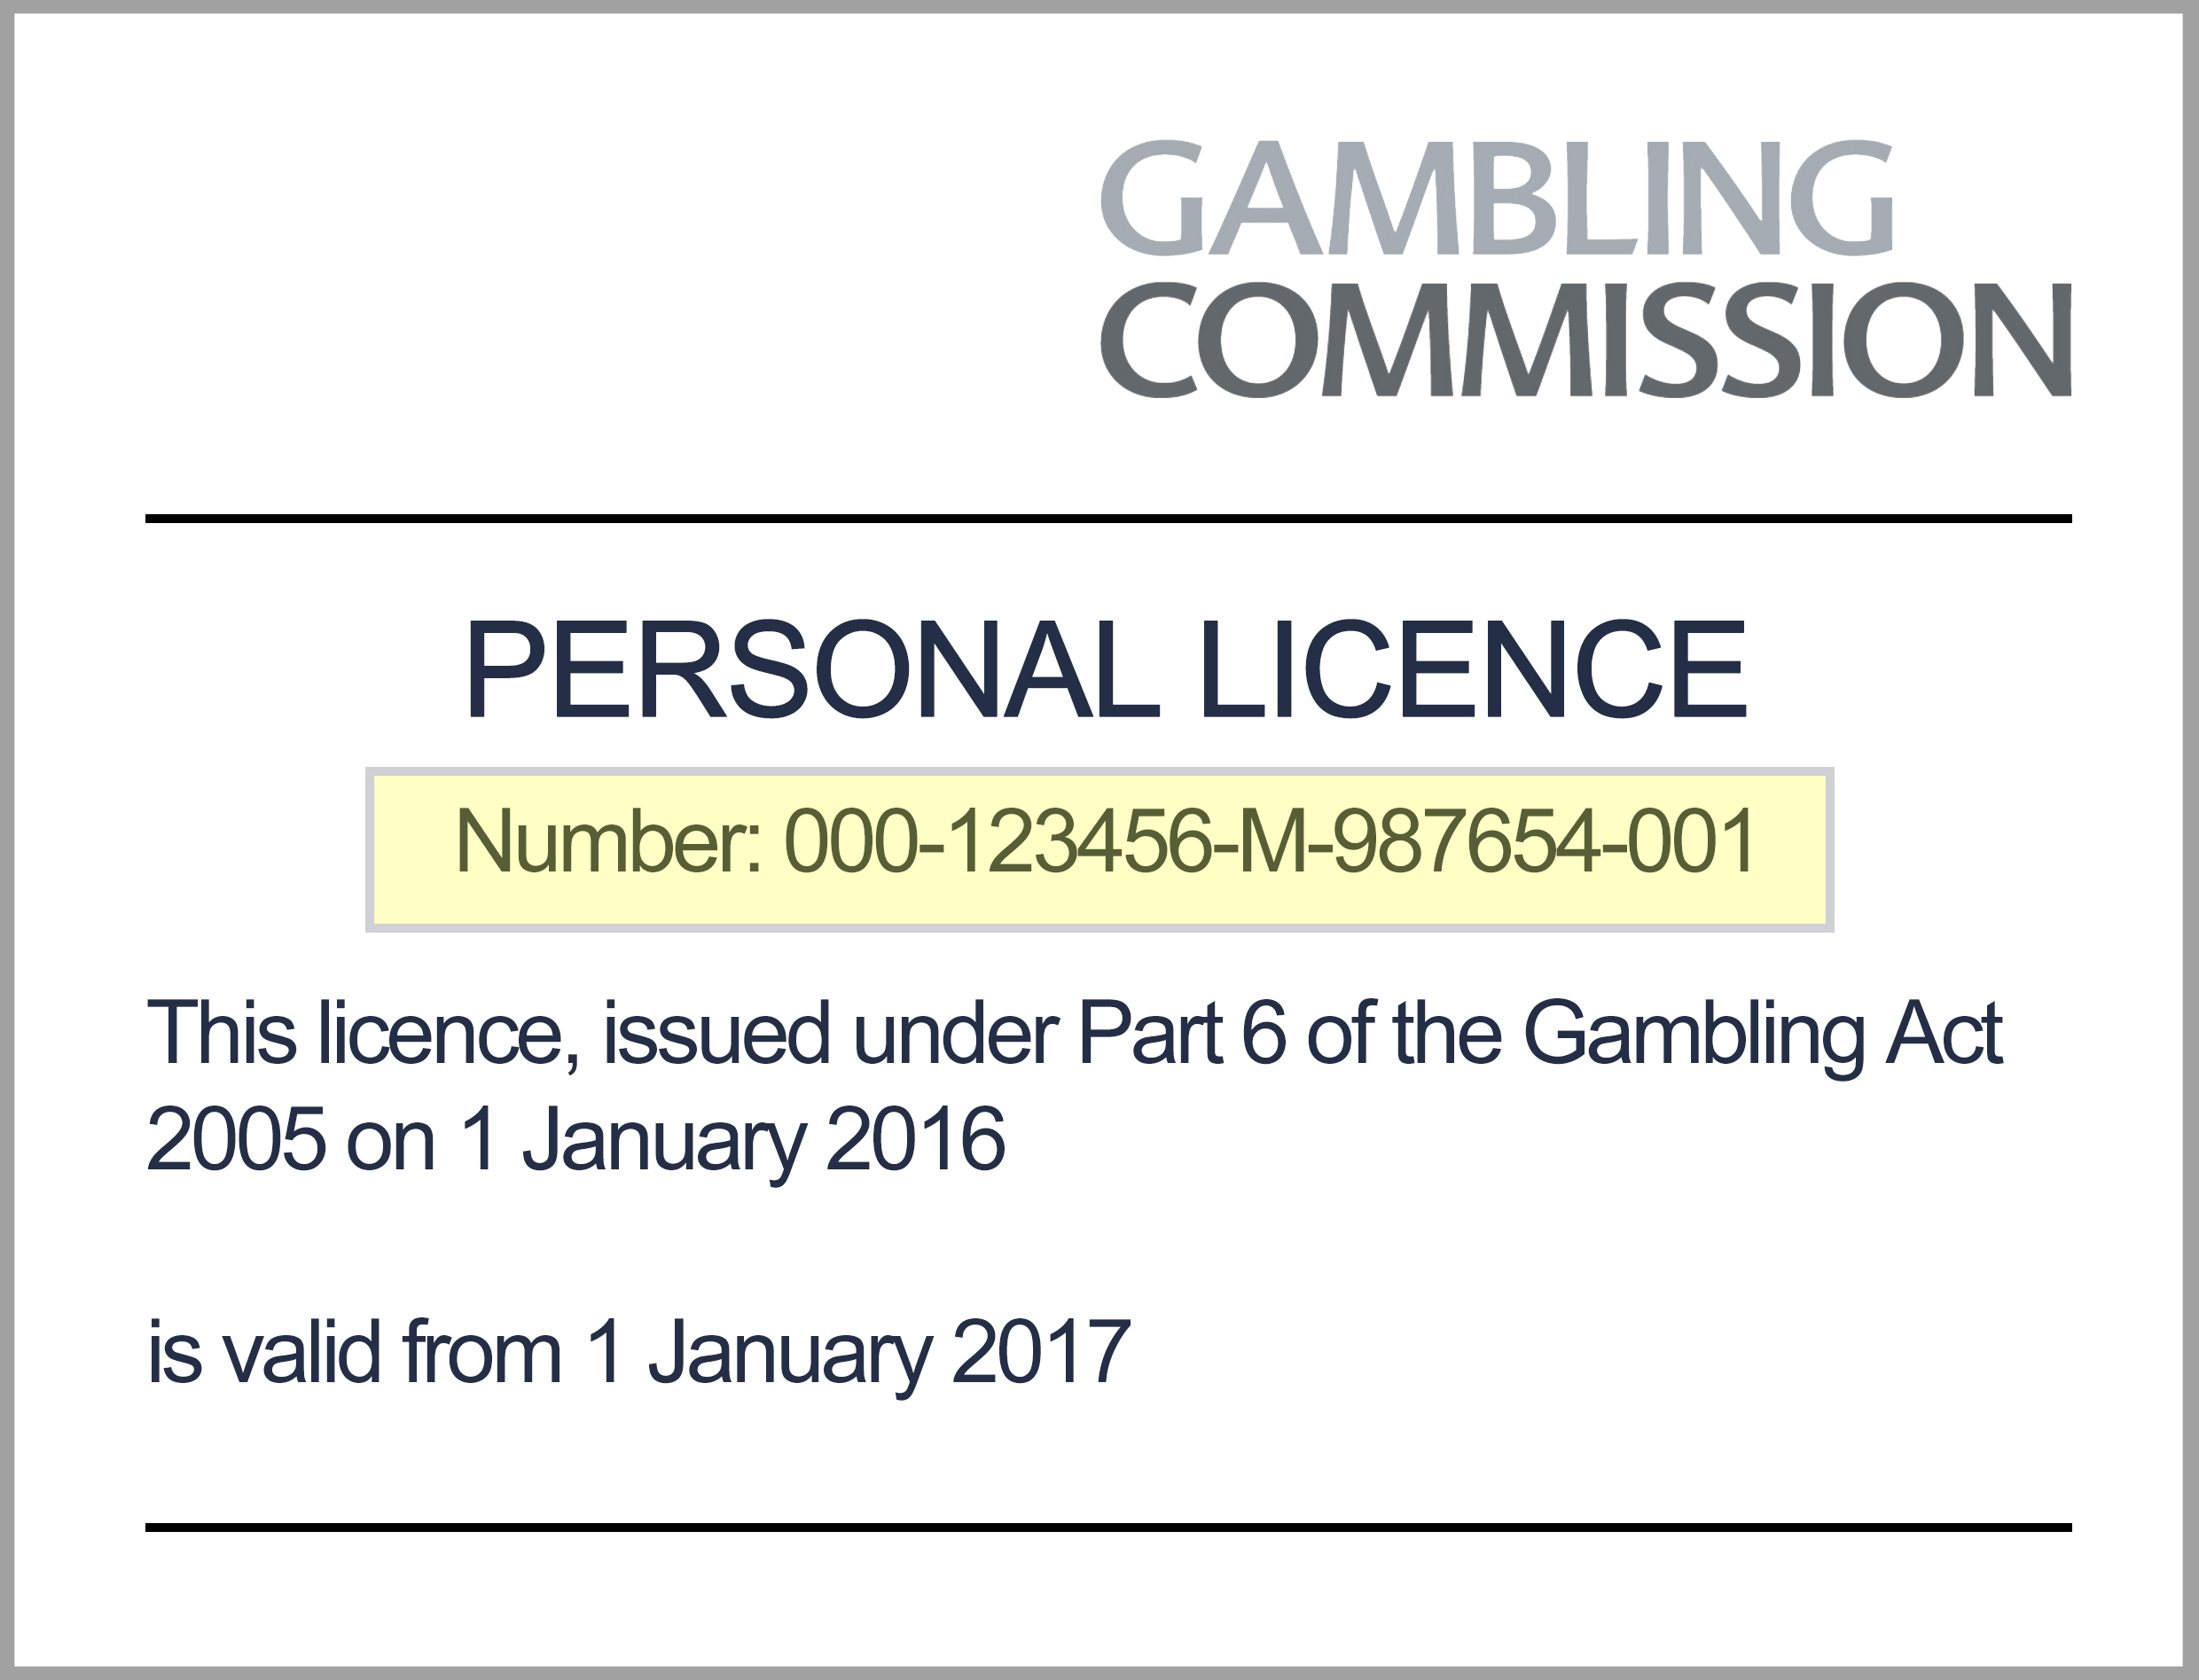 GAMBLING
COMMISSION
PERSONAL LICENCE
Number: 000-123456-M-987654-001
This licence, issued under Part 6 of the Gambling Act
2005 on 1 January 2016
is valid from 1 January 2017